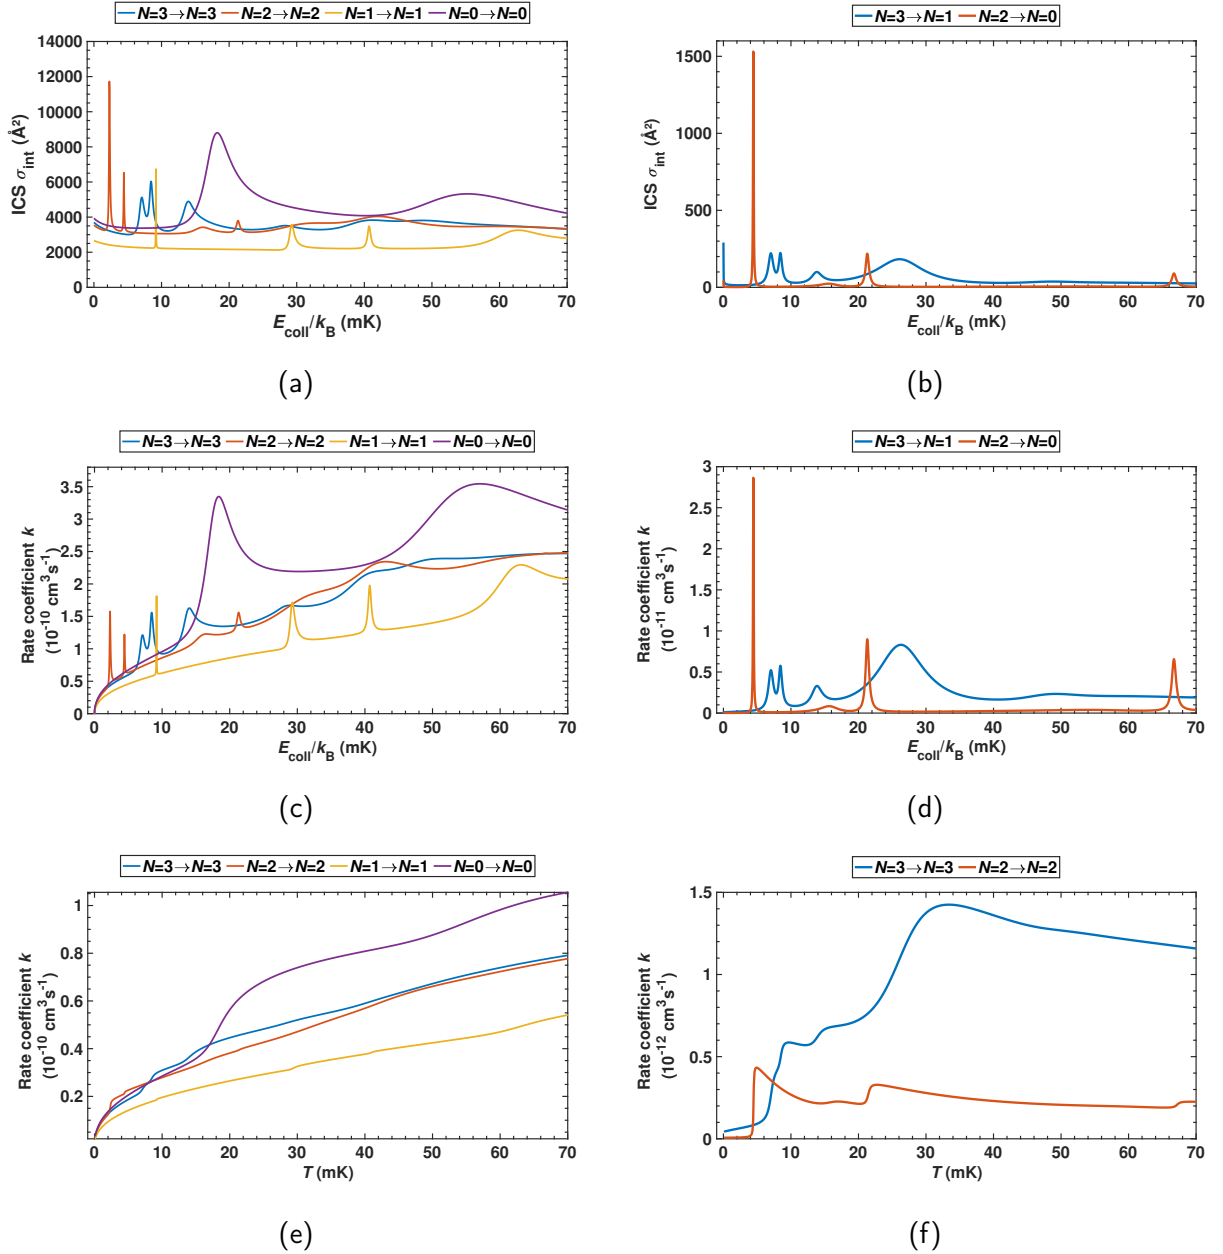 N=3→N=3 N=2→N=2 N=1→N=1 N=0→N=0
14000
12000
10000
8000
6000
4000
2000
0
ICS σint (Å²)
0 10 20 30 40 50 60 70
Ecoll/kB (mK)
(a)
N=3→N=1 N=2→N=0
1500
1000
500
0
ICS σint (Å²)
0 10 20 30 40 50 60 70
Ecoll/kB (mK)
(b)
N=3→N=3 N=2→N=2 N=1→N=1 N=0→N=0
3.5
3
2.5
2
1.5
1
0.5
0
Rate coefficient k
(10-10 cm3s-1)
0 10 20 30 40 50 60 70
Ecoll/kB (mK)
(c)
N=3→N=1 N=2→N=0
3
2.5
2
1.5
1
0.5
0
Rate coefficient k
(10-11 cm3s-1)
0 10 20 30 40 50 60 70
Ecoll/kB (mK)
(d)
N=3→N=3 N=2→N=2 N=1→N=1 N=0→N=0
1
0.8
0.6
0.4
0.2
Rate coefficient k
(10-10 cm3s-1)
0 10 20 30 40 50 60 70
T (mK)
(e)
N=3→N=3 N=2→N=2
1.5
1
0.5
0
Rate coefficient k
(10-12 cm3s-1)
0 10 20 30 40 50 60 70
T (mK)
(f)